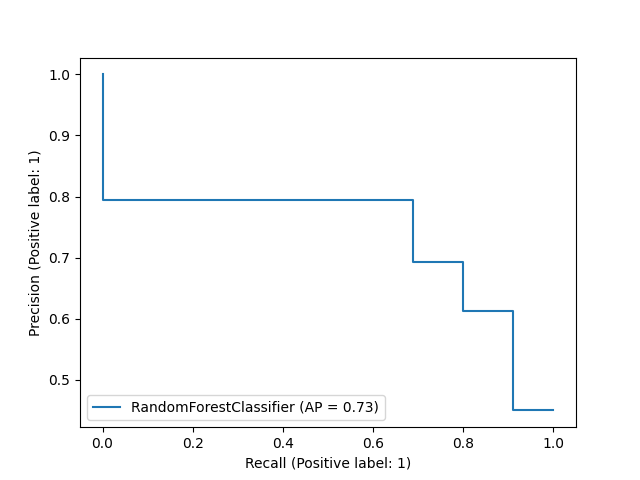 1.0
0.9
0.8
0.7
0.6
0.5
Precision (Positive label: 1)
RandomForestClassifier (AP = 0.73)
0.0 0.2 0.4 0.6 0.8 1.0
Recall (Positive label: 1)